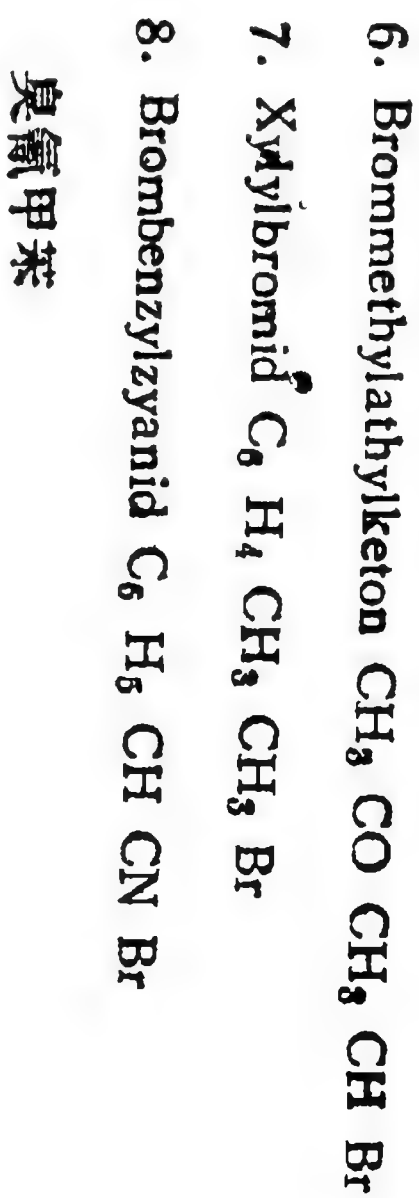 6. Brommethylathylketon CH₃ CO CH₃ CH Br
7. Xylylbromid C₆ H₄ CH₃ CH₃ Br
8. Brombenzylzyanid C₆ H₅ CH CN Br
臭氰甲苯